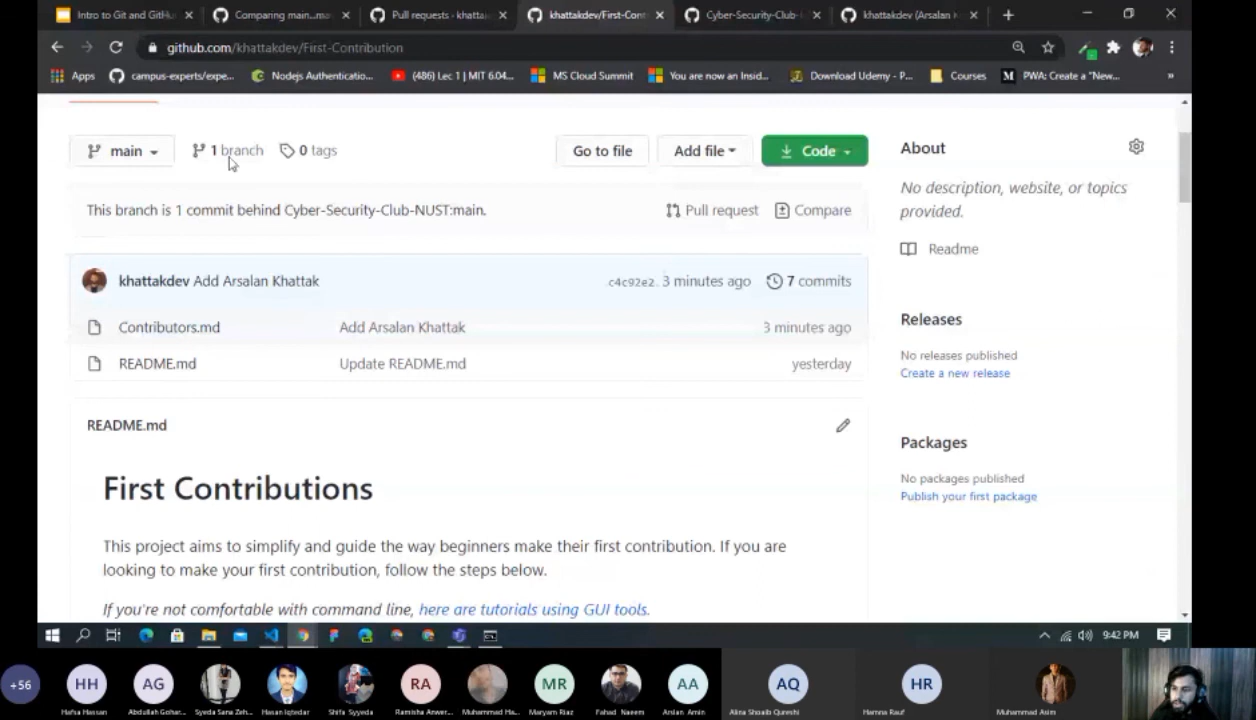 Intro to Git and GitHu
Comparing main...ma
Pull requests · khattak
khattakdev/First-Cont
Cyber-Security-Club-
khattakdev (Arsalan K
github.com/khattakdev/First-Contribution
Apps
campus-experts/expe...
Nodejs Authenticatio...
(486) Lec 1 | MIT 6.04...
MS Cloud Summit
You are now an Insid...
Download Udemy - P...
Courses
PWA: Create a "New...
»
main
1 branch
0 tags
Go to file
Add file
Code
About
No description, website, or topics
provided.
Readme
This branch is 1 commit behind Cyber-Security-Club-NUST:main.
Pull request
Compare
khattakdev Add Arsalan Khattak
c4c92e2 3 minutes ago
7 commits
Contributors.md
Add Arsalan Khattak
3 minutes ago
README.md
Update README.md
yesterday
Releases
No releases published
Create a new release
Packages
No packages published
Publish your first package
README.md
First Contributions
This project aims to simplify and guide the way beginners make their first contribution. If you are
looking to make your first contribution, follow the steps below.
If you're not comfortable with command line, here are tutorials using GUI tools.
9:42 PM
+56
HH
AG
RA
MR
AA
AQ
HR
Hafsa Hassan
Abdullah Gohar...
Syeda Sana Zeh...
Hasan Iqtedar
Shifa Syyeda
Ramisha Anwer...
Muhammad Ha...
Maryam Riaz
Fahad Naeem
Arslan Amin
Alina Shoaib Qureshi
Hamna Rauf
Muhammad Asim